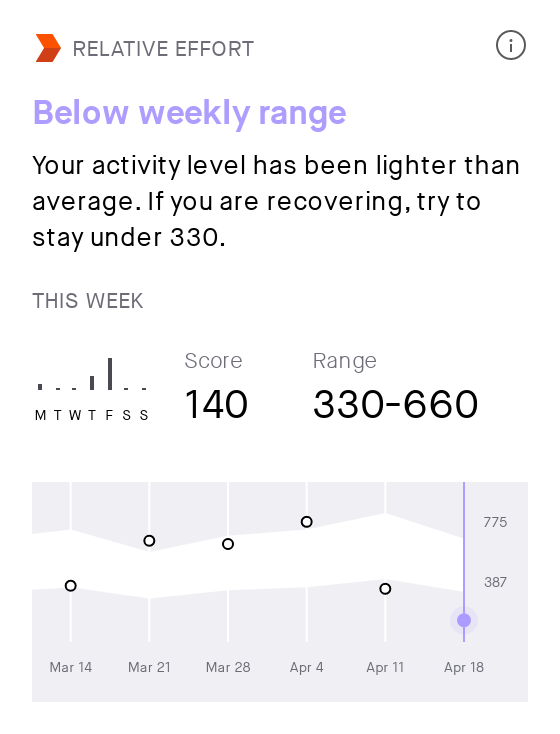 RELATIVE EFFORT
Below weekly range
Your activity level has been lighter than
average. If you are recovering, try to
stay under 330.
THIS WEEK
Score Range
140 330-660
M T W T F S S
775
387
Mar 14 Mar 21 Mar 28 Apr 4 Apr 11 Apr 18